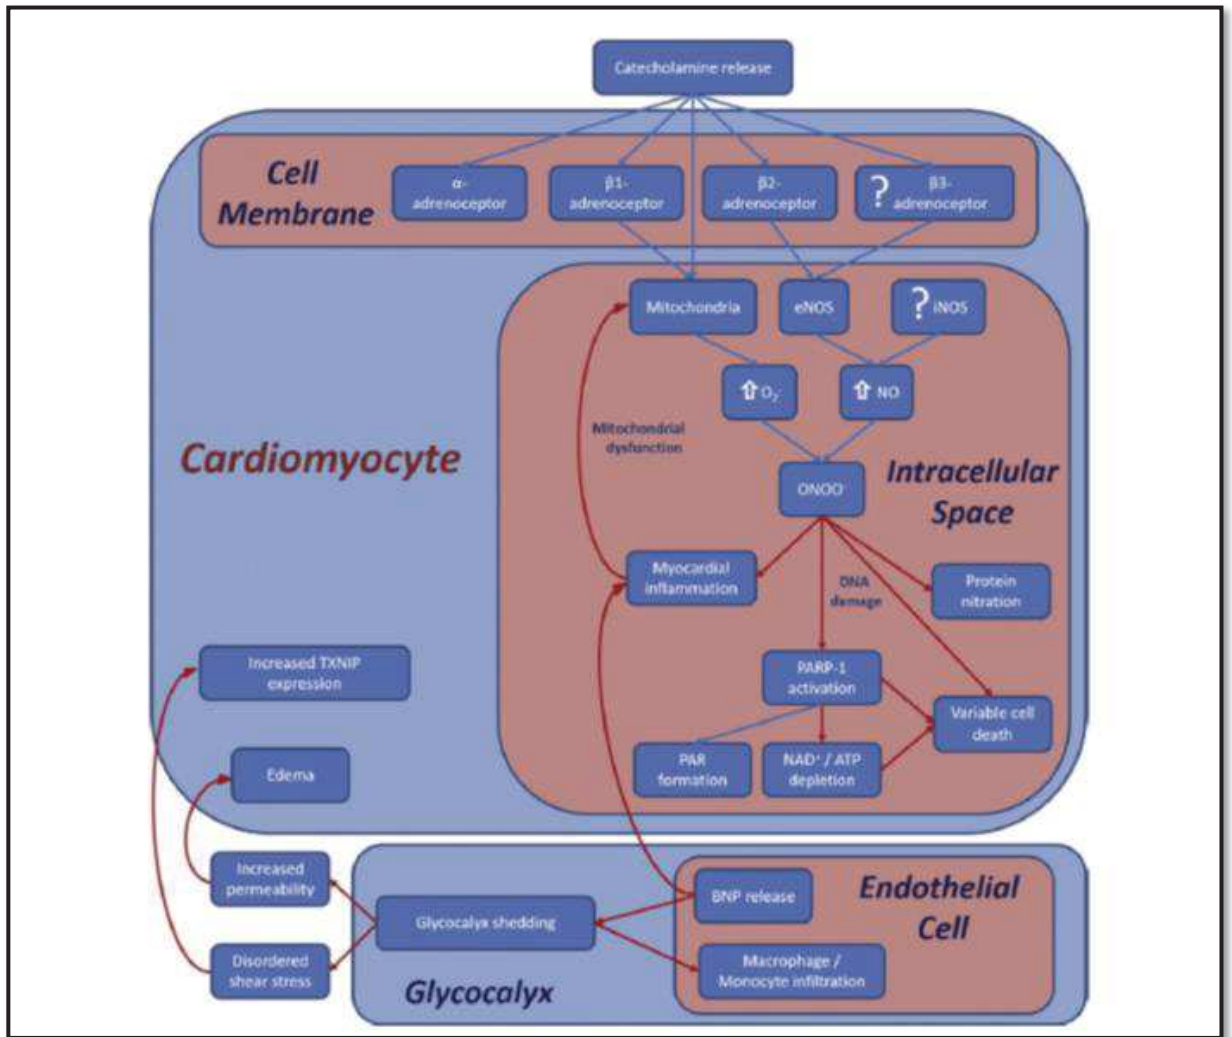 Catecholamine release
Cell
Membrane
α-
adrenoceptor
β1-
adrenoceptor
β2-
adrenoceptor
? β3-
adrenoceptor
Mitochondria
eNOS
? iNOS
⇧ O₂⁻
⇧ NO
Mitochondrial
dysfunction
Cardiomyocyte
ONOO⁻
Intracellular
Space
Myocardial
inflammation
DNA
damage
Protein
nitration
Increased TXNIP
expression
PARP-1
activation
Variable cell
death
Edema
PAR
formation
NAD⁺ / ATP
depletion
Increased
permeability
BNP release
Endothelial
Cell
Glycocalyx shedding
Disordered
shear stress
Macrophage /
Monocyte infiltration
Glycocalyx